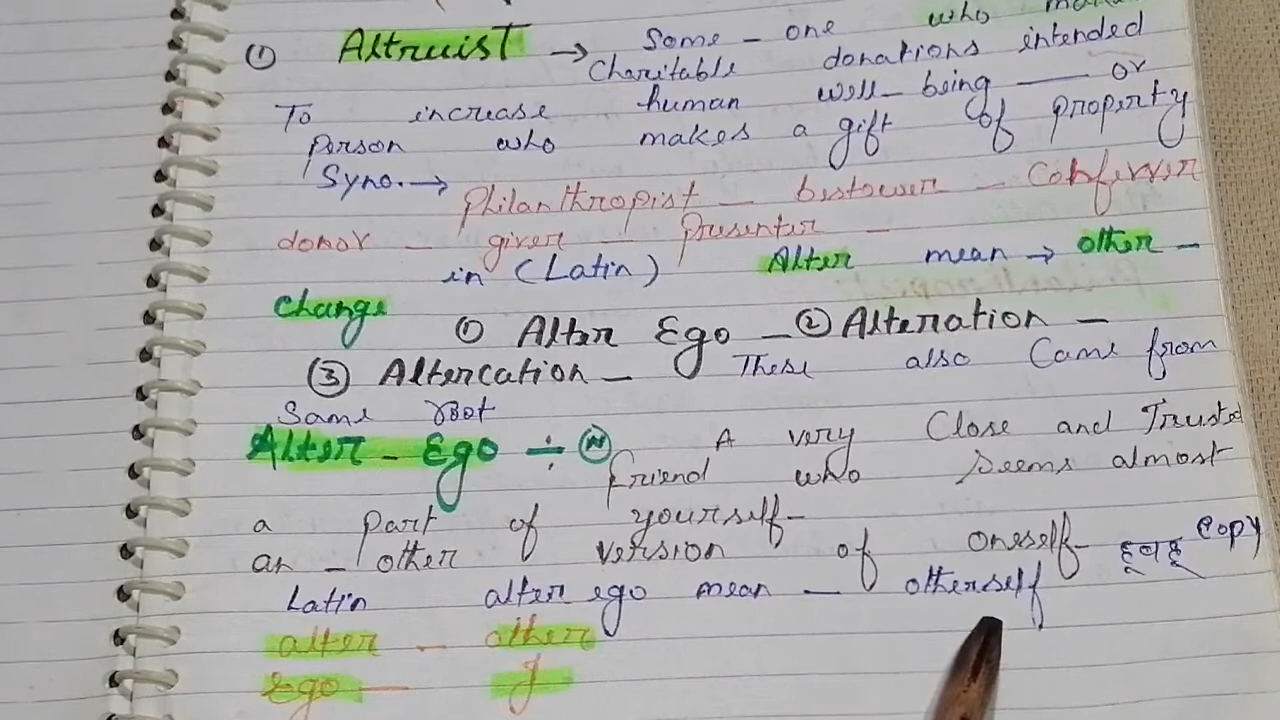 ① Altruist → Some - one who
charitable donations intended
To increase human well-being — or
person who makes a gift of property
Syno. → Philanthropist - bestower - Conferrer
donor - giver - Presenter -
in (Latin) Alter mean → other -
Change ① Alter Ego - ② Alteration -
③ Altercation - These also Came from
Same root
Alter - Ego ÷ Ⓝ A very Close and Trusted
friend who seems almost
a part of yourself-
an - other of version of oneself- हूबहू copy
Latin alter ego mean - otherself
alter - other
Ego - I